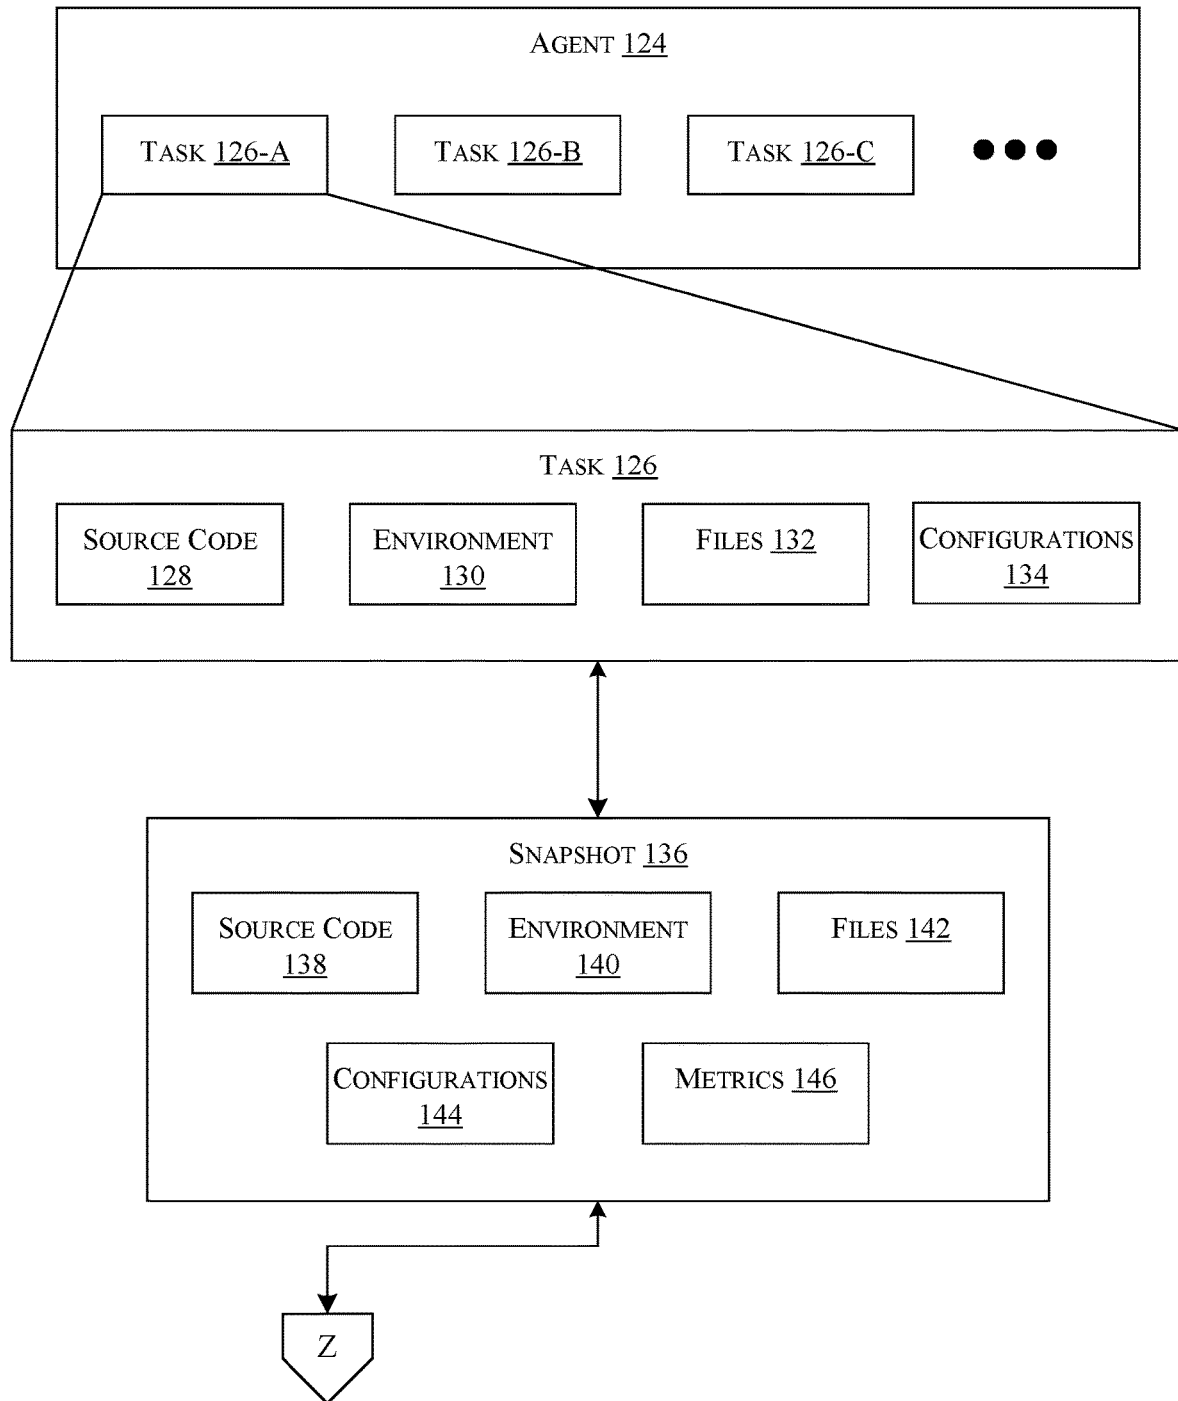 AGENT 124
TASK 126-A
TASK 126-B
TASK 126-C
TASK 126
SOURCE CODE
128
ENVIRONMENT
130
FILES 132
CONFIGURATIONS
134
SNAPSHOT 136
SOURCE CODE
138
ENVIRONMENT
140
FILES 142
CONFIGURATIONS
144
METRICS 146
Z